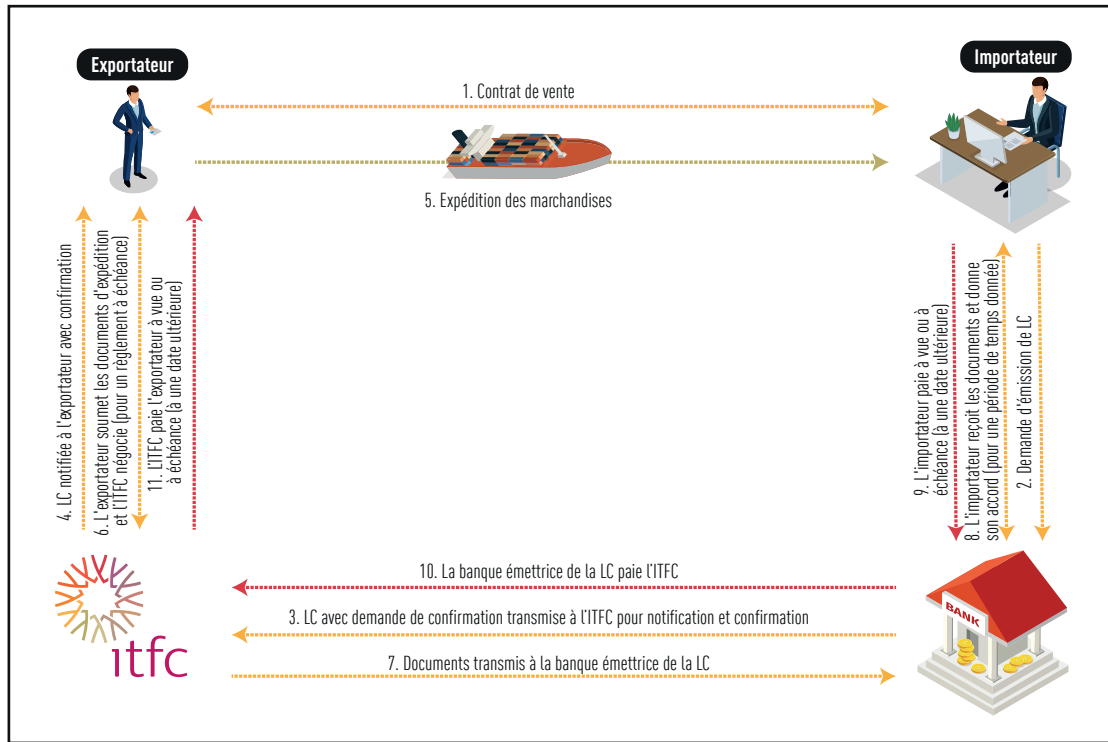 Exportateur
Importateur
1. Contrat de vente
5. Expédition des marchandises
4. LC notifiée à l'exportateur avec confirmation
6. L'exportateur soumet les documents d'expédition
et l'ITFC négocie (pour un règlement à échéance)
11. L'ITFC paie l'exportateur à vue ou
à échéance (à une date ultérieure)
9. L'importateur paie à vue ou à
échéance (à une date ultérieure)
8. L'importateur reçoit les documents et donne
son accord (pour une période de temps donnée)
2. Demande d'émission de LC
10. La banque émettrice de la LC paie l'ITFC
3. LC avec demande de confirmation transmise à l'ITFC pour notification et confirmation
7. Documents transmis à la banque émettrice de la LC
itfc
BANK